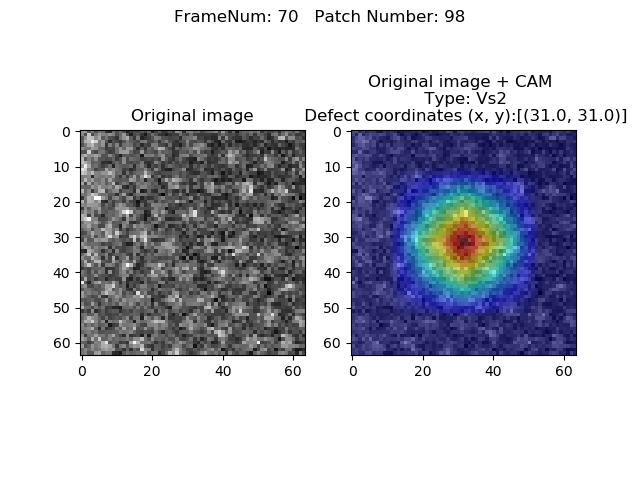 FrameNum: 70   Patch Number: 98
Original image
Original image + CAM
Type: Vs2
Defect coordinates (x, y):[(31.0, 31.0)]
0
10
20
30
40
50
60
0 20 40 60
0
10
20
30
40
50
60
0 20 40 60